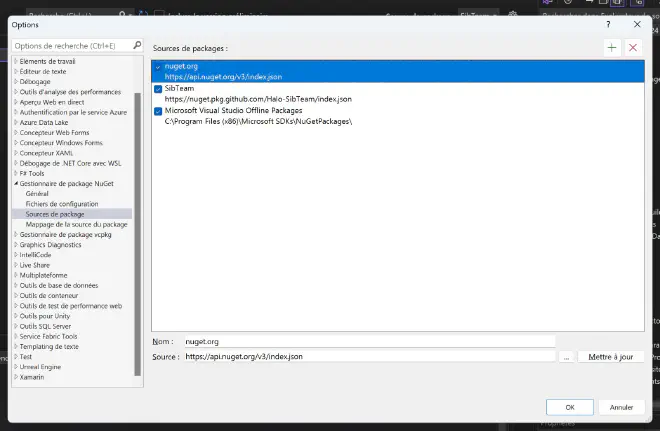 Options
?
Options de recherche (Ctrl+E)
Sources de packages :
Éléments de travail
Éditeur de texte
Débogage
Outils d'analyse des performances
Aperçu Web en direct
Authentification par le service Azure
Azure Data Lake
Concepteur Web Forms
Concepteur Windows Forms
Concepteur XAML
Débogage de .NET Core avec WSL
F# Tools
Gestionnaire de package NuGet
Général
Fichiers de configuration
Sources de package
Mappage de la source du package
Gestionnaire de package vcpkg
Graphics Diagnostics
IntelliCode
Live Share
Multiplateforme
Outils de base de données
Outils de conteneur
Outils de test de performance web
Outils pour Unity
Outils SQL Server
Service Fabric Tools
Templating de texte
Test
Unreal Engine
Xamarin
nuget.org
https://api.nuget.org/v3/index.json
SibTeam
https://nuget.pkg.github.com/Halo-SibTeam/index.json
Microsoft Visual Studio Offline Packages
C:\Program Files (x86)\Microsoft SDKs\NuGetPackages\
Nom : nuget.org
Source : https://api.nuget.org/v3/index.json
... Mettre à jour
OK Annuler